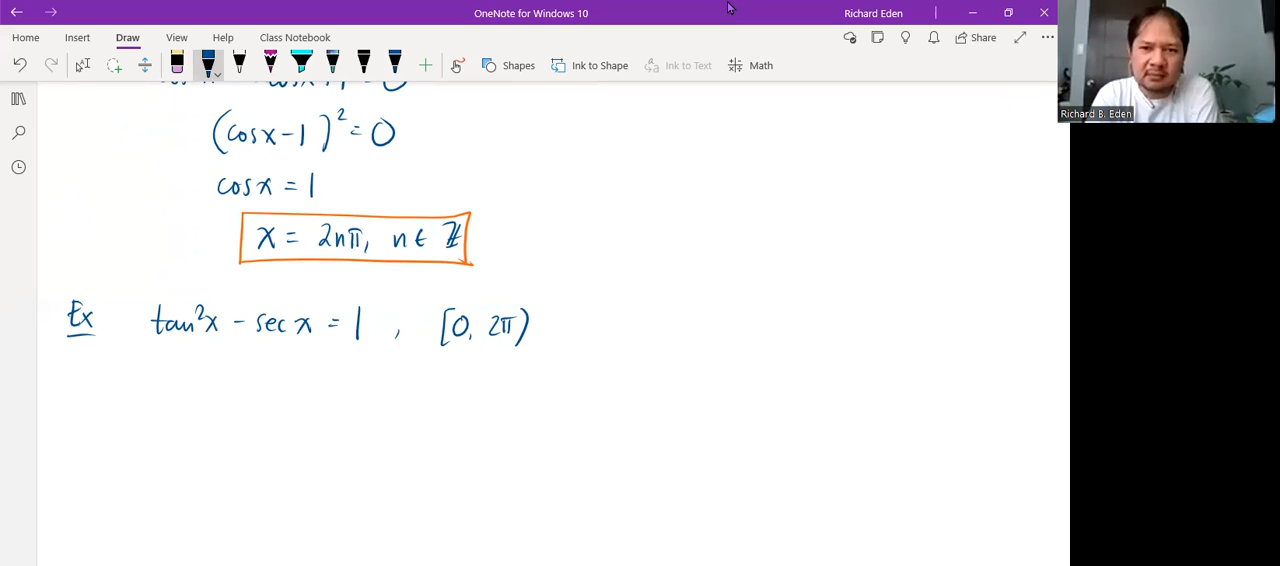 OneNote for Windows 10
Richard Eden
Home Insert Draw View Help Class Notebook
Share
Shapes Ink to Shape Ink to Text Math
Richard B. Eden
(cos x - 1)² = 0
cos x = 1
x = 2nπ, n ∈ ℤ
Ex tan²x - sec x = 1 , [0, 2π)